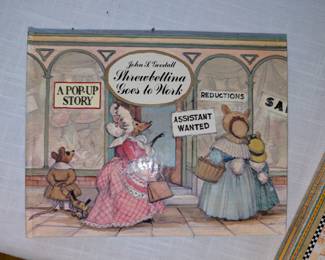 John S. Goodall
Shrewbettina
Goes to Work
A POP-UP
STORY
REDUCTIONS
SA
ASSISTANT
WANTED